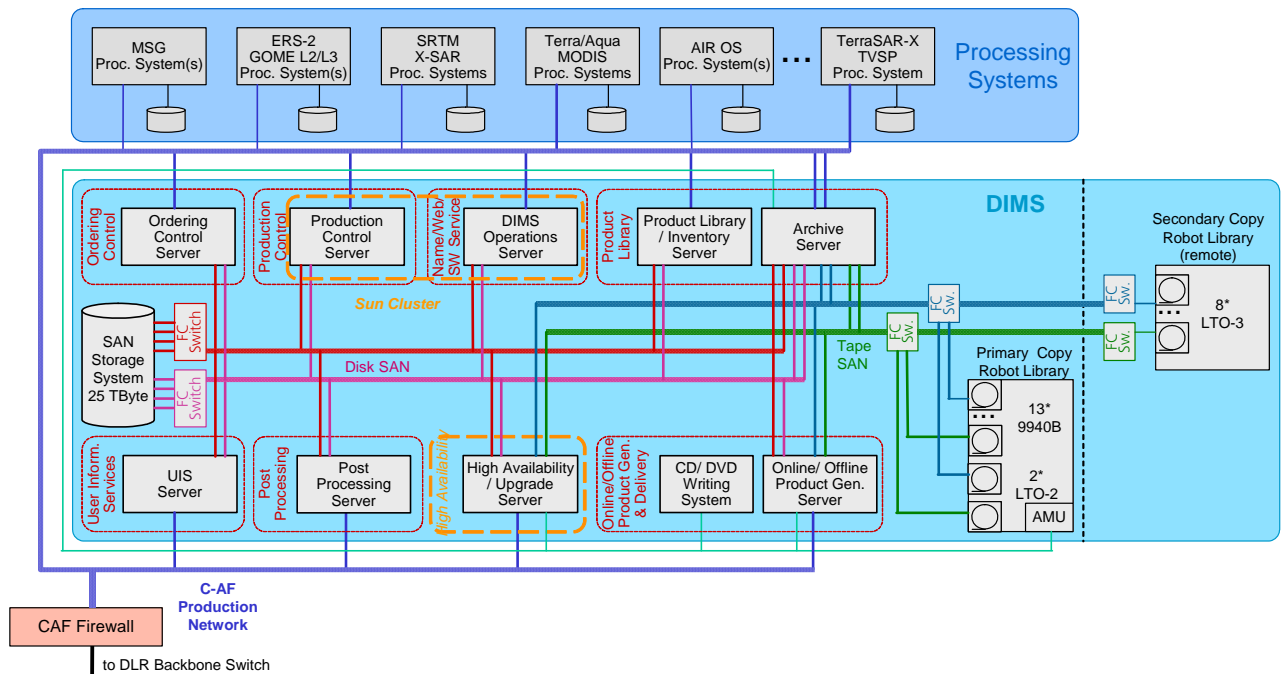 MSG
Proc. System(s)
ERS-2
GOME L2/L3
Proc. System(s)
SRTM
X-SAR
Proc. Systems
Terra/Aqua
MODIS
Proc. Systems
AIR OS
Proc. System(s)
...
TerraSAR-X
TVSP
Proc. System
Processing
Systems
Ordering
Control
Ordering
Control
Server
Production
Control
Production
Control
Server
Name/Web/
SW Service
DIMS
Operations
Server
Product
Library
Product Library
/ Inventory
Server
Archive
Server
DIMS
Secondary Copy
Robot Library
(remote)
Sun Cluster
FC
Switch
SAN
Storage
System
25 TByte
FC
Switch
Disk SAN
Tape
SAN
FC
Sw.
FC
Sw.
FC
Sw.
FC
Sw.
...
8*
LTO-3
Primary Copy
Robot Library
...
13*
9940B
2*
LTO-2
AMU
User Inform.
Services
UIS
Server
Post
Processing
Post
Processing
Server
High Availability
High Availability
/ Upgrade
Server
Online/Offline
Product Gen.
& Delivery
CD/ DVD
Writing
System
Online/ Offline
Product Gen.
Server
C-AF
Production
Network
CAF Firewall
to DLR Backbone Switch